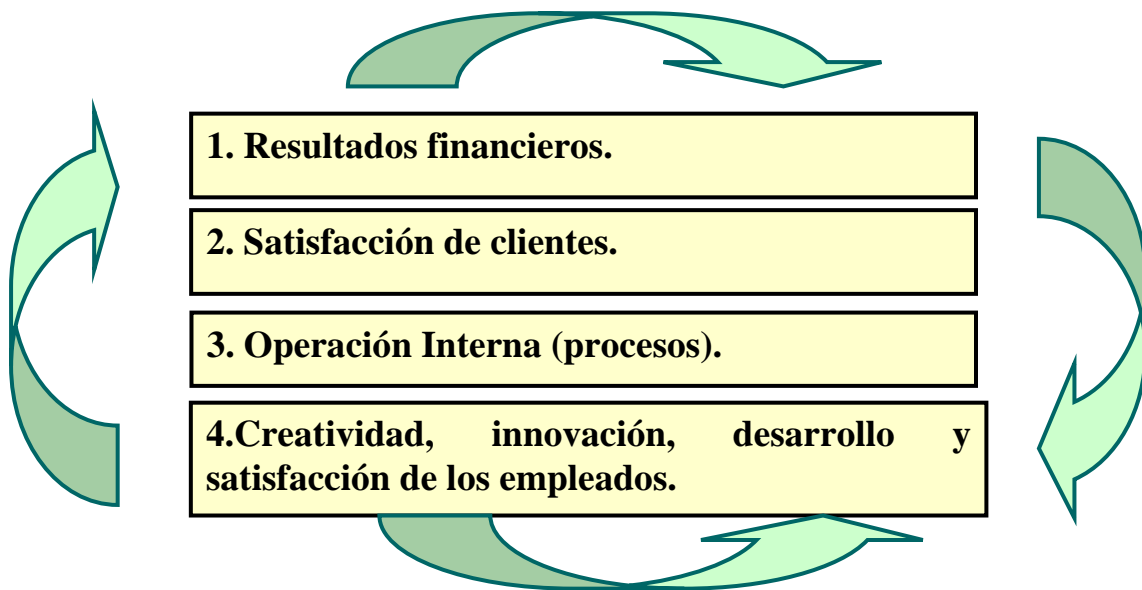 1. Resultados financieros.
2. Satisfacción de clientes.
3. Operación Interna (procesos).
4.Creatividad, innovación, desarrollo y
satisfacción de los empleados.